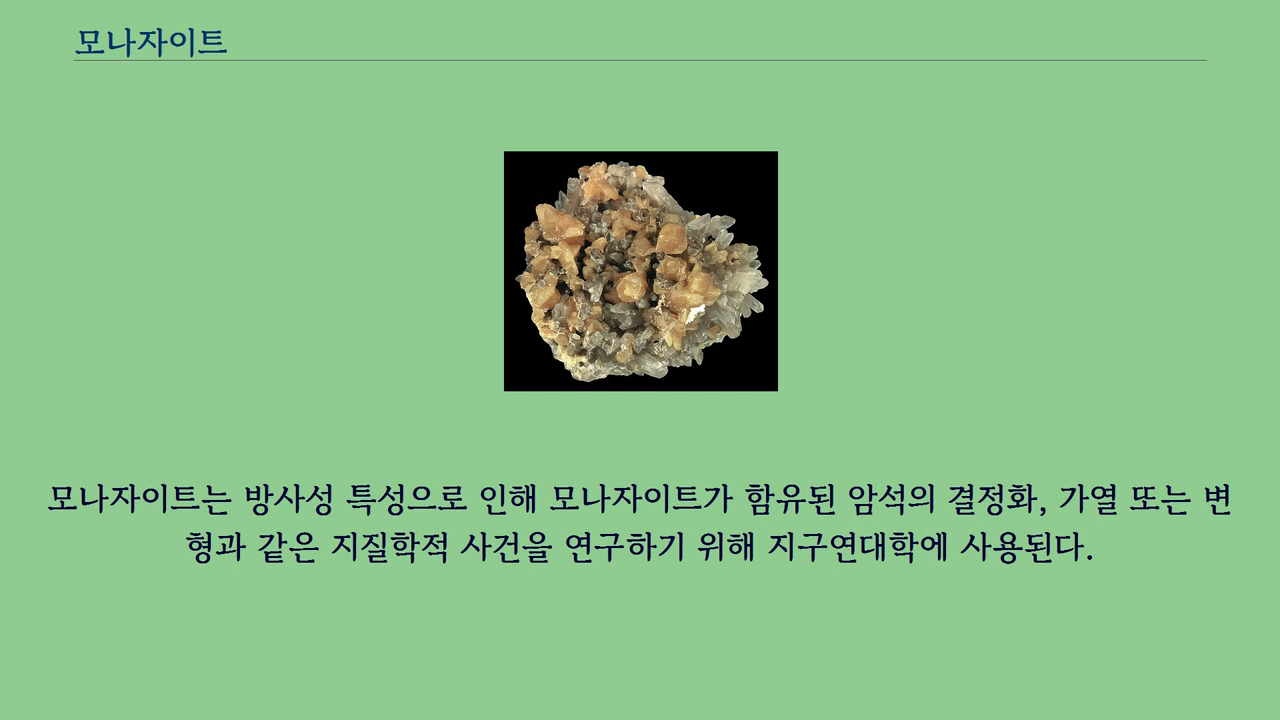 모나자이트
모나자이트는 방사성 특성으로 인해 모나자이트가 함유된 암석의 결정화, 가열 또는 변
형과 같은 지질학적 사건을 연구하기 위해 지구연대학에 사용된다.